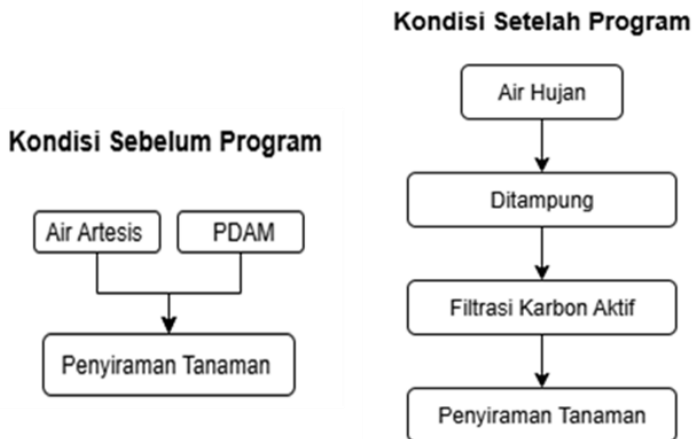 Kondisi Sebelum Program
Air Artesis
PDAM
Penyiraman Tanaman
Kondisi Setelah Program
Air Hujan
Ditampung
Filtrasi Karbon Aktif
Penyiraman Tanaman